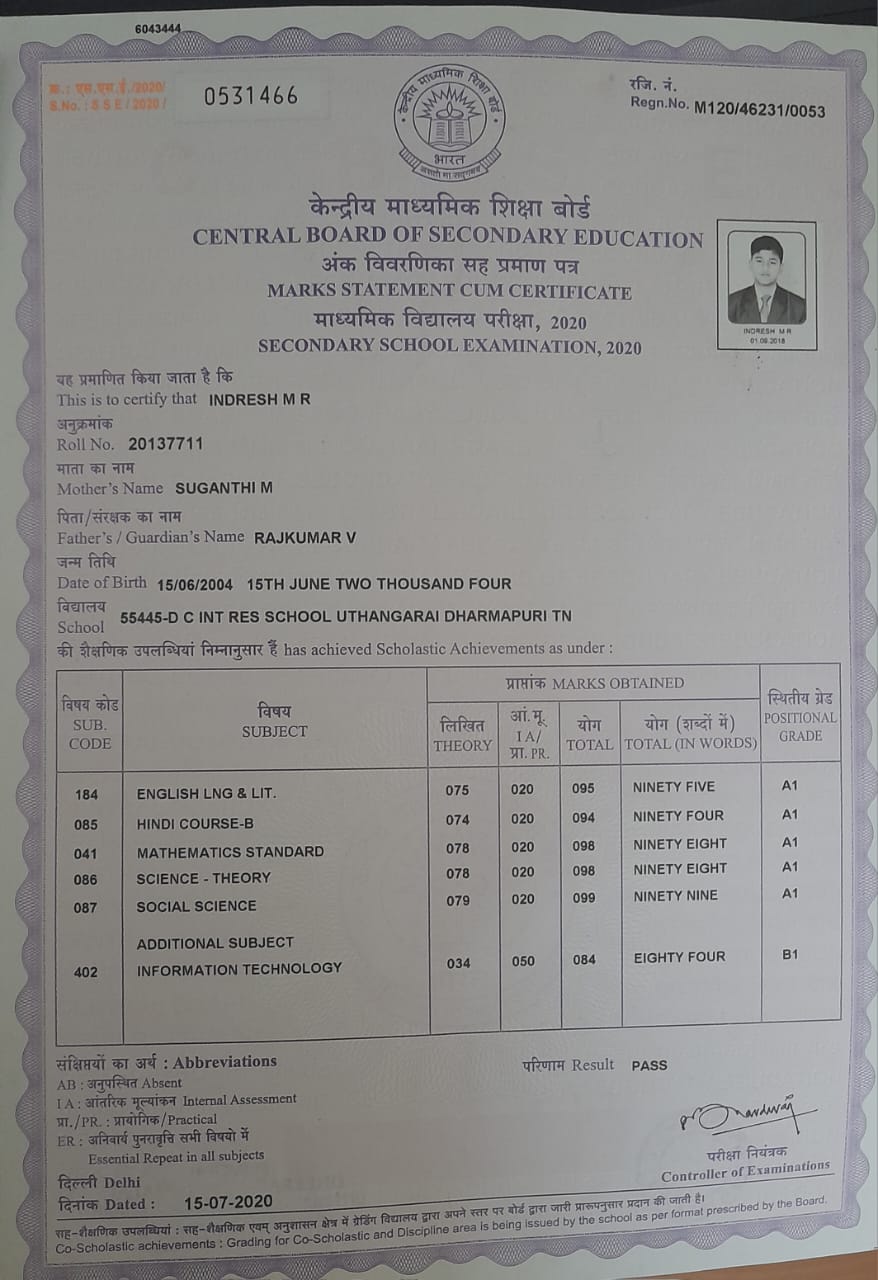 6043444
क्र.: एस.एस.ई./2020/
S.No. : S S E / 2020 /
0531466
रजि. नं.
Regn.No. M120/46231/0053
केन्द्रीय माध्यमिक शिक्षा बोर्ड
भारत
असतो मा सद्गमय
केन्द्रीय माध्यमिक शिक्षा बोर्ड
CENTRAL BOARD OF SECONDARY EDUCATION
अंक विवरणिका सह प्रमाण पत्र
MARKS STATEMENT CUM CERTIFICATE
माध्यमिक विद्यालय परीक्षा, 2020
SECONDARY SCHOOL EXAMINATION, 2020
INDRESH M R
01.09.2018
यह प्रमाणित किया जाता है कि
This is to certify that INDRESH M R
अनुक्रमांक
Roll No. 20137711
माता का नाम
Mother's Name SUGANTHI M
पिता/संरक्षक का नाम
Father's / Guardian's Name RAJKUMAR V
जन्म तिथि
Date of Birth 15/06/2004 15TH JUNE TWO THOUSAND FOUR
विद्यालय
School 55445-D C INT RES SCHOOL UTHANGARAI DHARMAPURI TN
की शैक्षणिक उपलब्धियां निम्नानुसार हैं has achieved Scholastic Achievements as under :
विषय कोड SUB. CODE
विषय SUBJECT
प्राप्तांक MARKS OBTAINED
लिखित THEORY
आं.मू. I A/ प्रा. PR.
योग TOTAL
योग (शब्दों में) TOTAL (IN WORDS)
स्थितीय ग्रेड POSITIONAL GRADE
184 ENGLISH LNG & LIT. 075 020 095 NINETY FIVE A1
085 HINDI COURSE-B 074 020 094 NINETY FOUR A1
041 MATHEMATICS STANDARD 078 020 098 NINETY EIGHT A1
086 SCIENCE - THEORY 078 020 098 NINETY EIGHT A1
087 SOCIAL SCIENCE 079 020 099 NINETY NINE A1
ADDITIONAL SUBJECT
402 INFORMATION TECHNOLOGY 034 050 084 EIGHTY FOUR B1
संक्षिप्तियों का अर्थ : Abbreviations
AB : अनुपस्थित Absent
I A : आंतरिक मूल्यांकन Internal Assessment
प्रा./PR. : प्रायोगिक/Practical
ER : अनिवार्य पुनरावृत्ति सभी विषयो में
Essential Repeat in all subjects
परिणाम Result PASS
परीक्षा नियंत्रक
Controller of Examinations
दिल्ली Delhi
दिनांक Dated : 15-07-2020
सह-शैक्षणिक उपलब्धियां : सह-शैक्षणिक एवम् अनुशासन क्षेत्र में ग्रेडिंग विद्यालय द्वारा अपने स्तर पर बोर्ड द्वारा जारी प्रारूपनुसार प्रदान की जाती है।
Co-Scholastic achievements : Grading for Co-Scholastic and Discipline area is being issued by the school as per format prescribed by the Board.